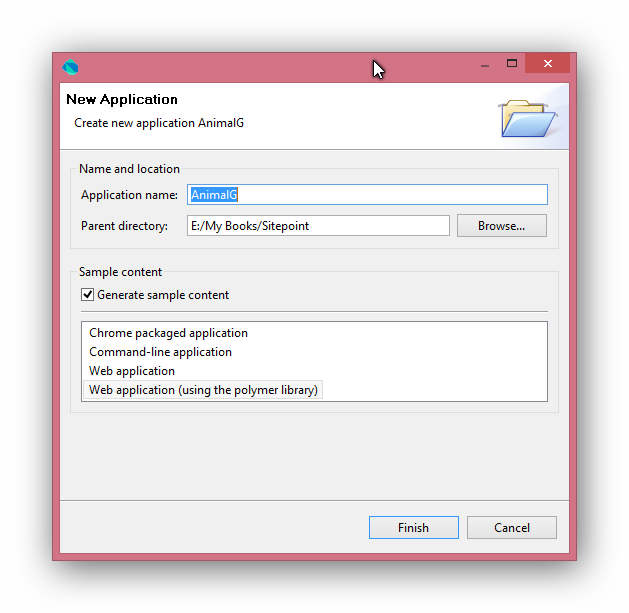 New Application
Create new application AnimalG
Name and location
Application name: AnimalG
Parent directory: E:/My Books/Sitepoint Browse...
Sample content
Generate sample content
Chrome packaged application
Command-line application
Web application
Web application (using the polymer library)
Finish Cancel